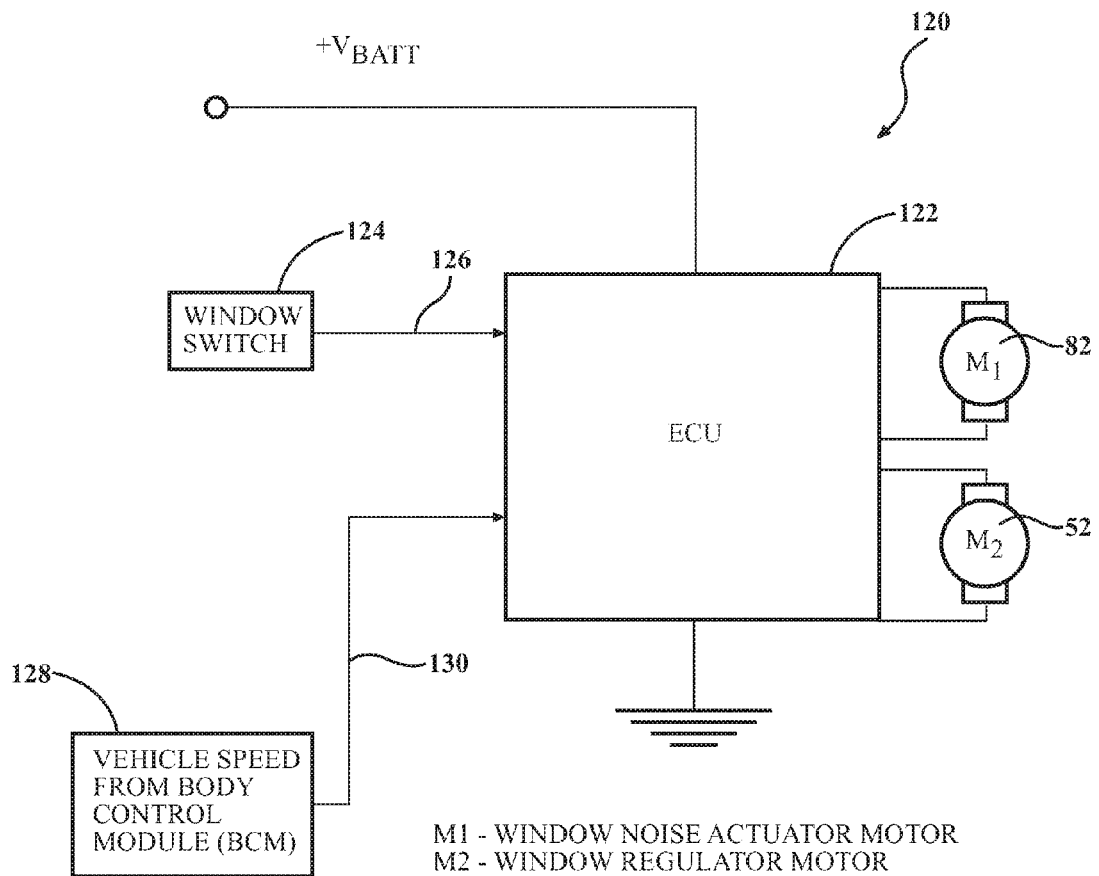 120
+VBATT
122
124
126
WINDOW
SWITCH
M1
82
ECU
M2
52
130
128
VEHICLE SPEED
FROM BODY
CONTROL
MODULE (BCM)
M1 - WINDOW NOISE ACTUATOR MOTOR
M2 - WINDOW REGULATOR MOTOR